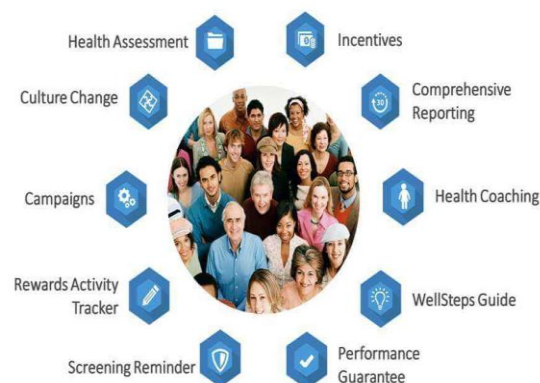 Health Assessment
Incentives
Culture Change
Comprehensive
Reporting
Campaigns
Health Coaching
Rewards Activity
Tracker
WellSteps Guide
Screening Reminder
Performance
Guarantee
30